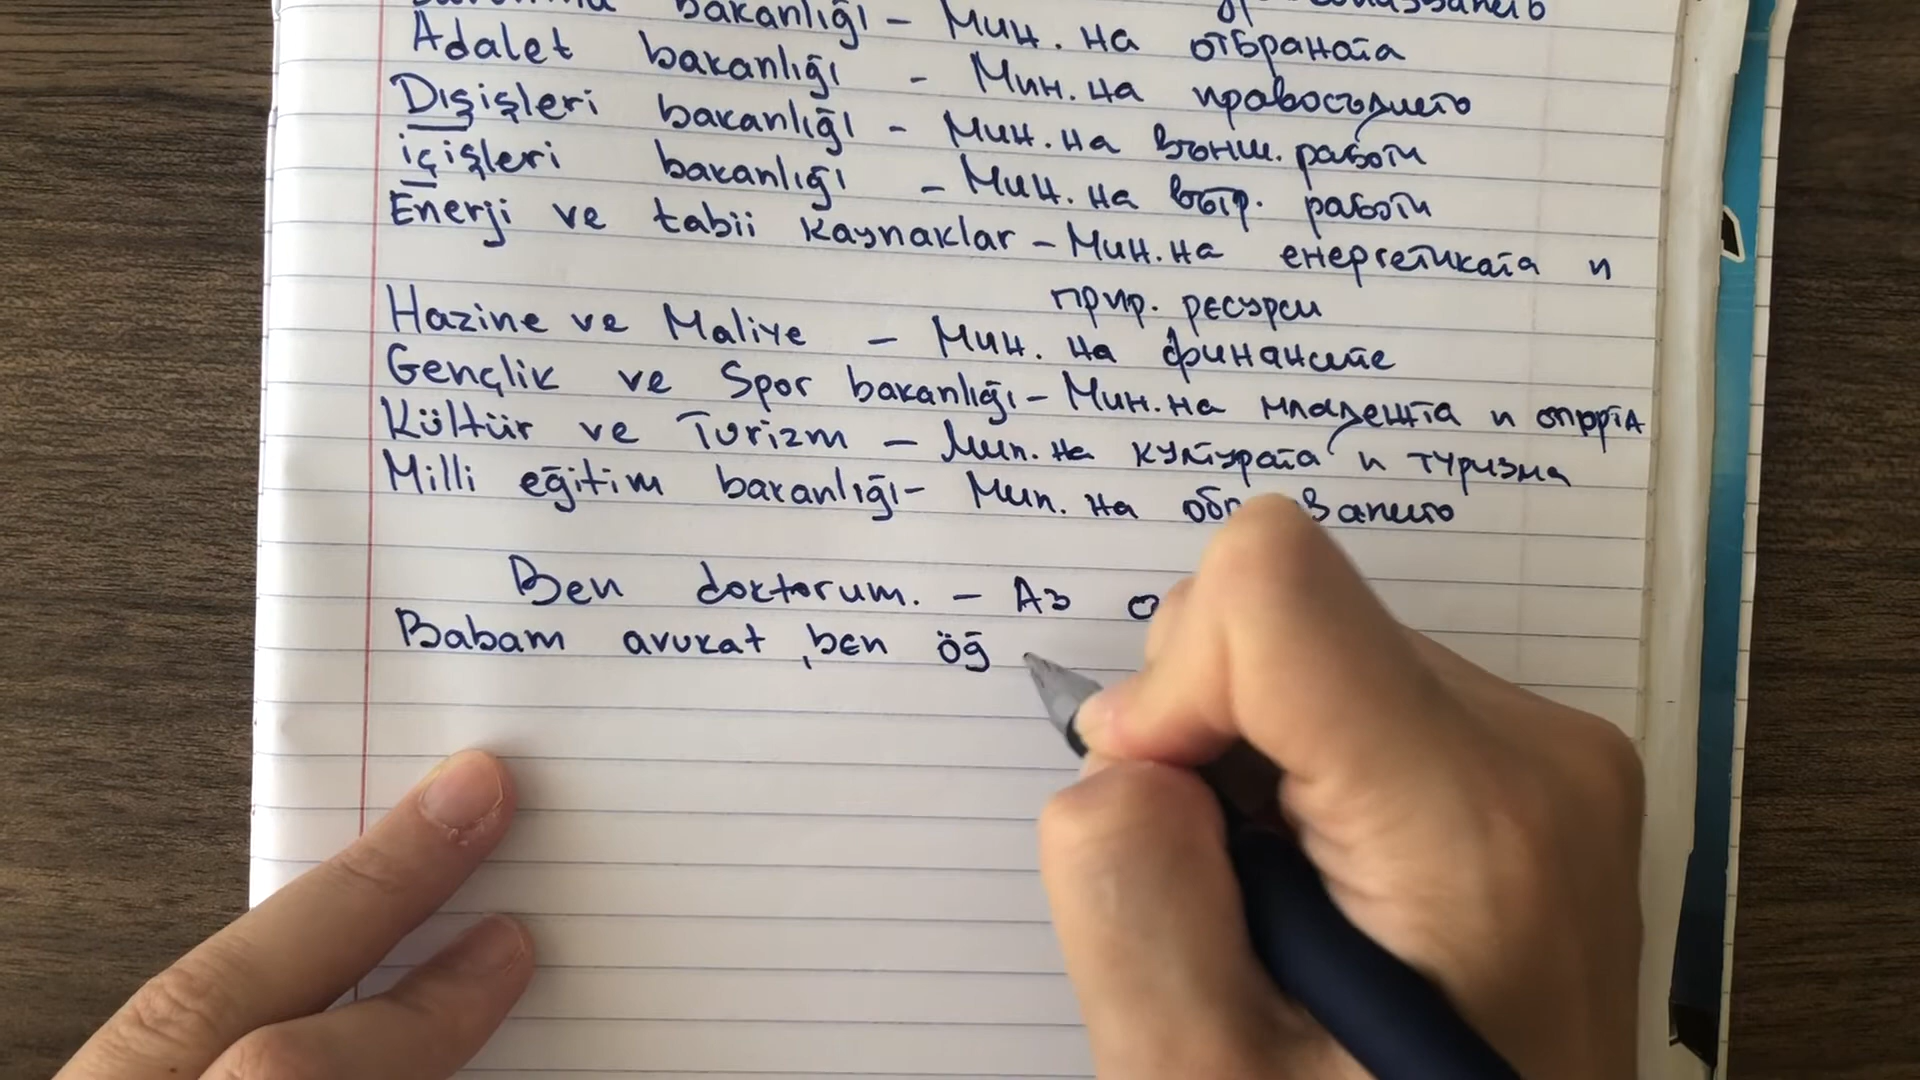 bakanlığı - Мин. на отбраната
Adalet bakanlığı - Мин. на правосъдието
Dışişleri bakanlığı - Мин. на външ. работи
içişleri bakanlığı - Мин. на вътр. работи
Enerji ve tabii kaynaklar - Мин. на енергетиката и
прир. ресурси
Hazine ve Maliye - Мин. на финансите
Gençlik ve Spor bakanlığı - Мин. на младежта и спорта
Kültür ve Turizm - Мин. на културата и туризма
Milli eğitim bakanlığı - Мин. на
Ben doktorum. - Аз
Babam avukat, ben öğ